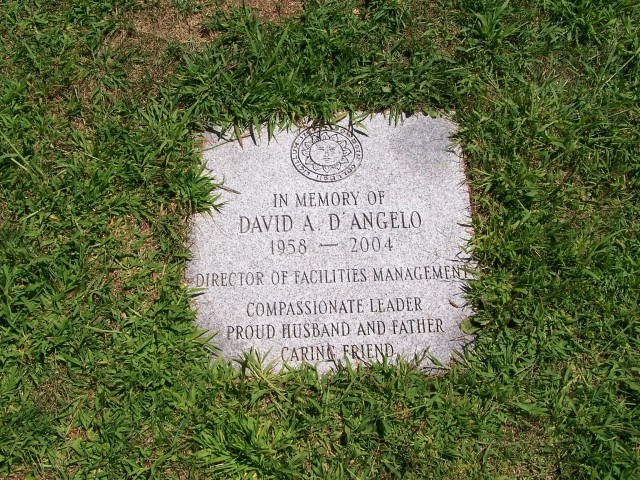 IN MEMORY OF
DAVID A. D'ANGELO
1958 — 2004
DIRECTOR OF FACILITIES MANAGEMENT
COMPASSIONATE LEADER
PROUD HUSBAND AND FATHER
CARING FRIEND